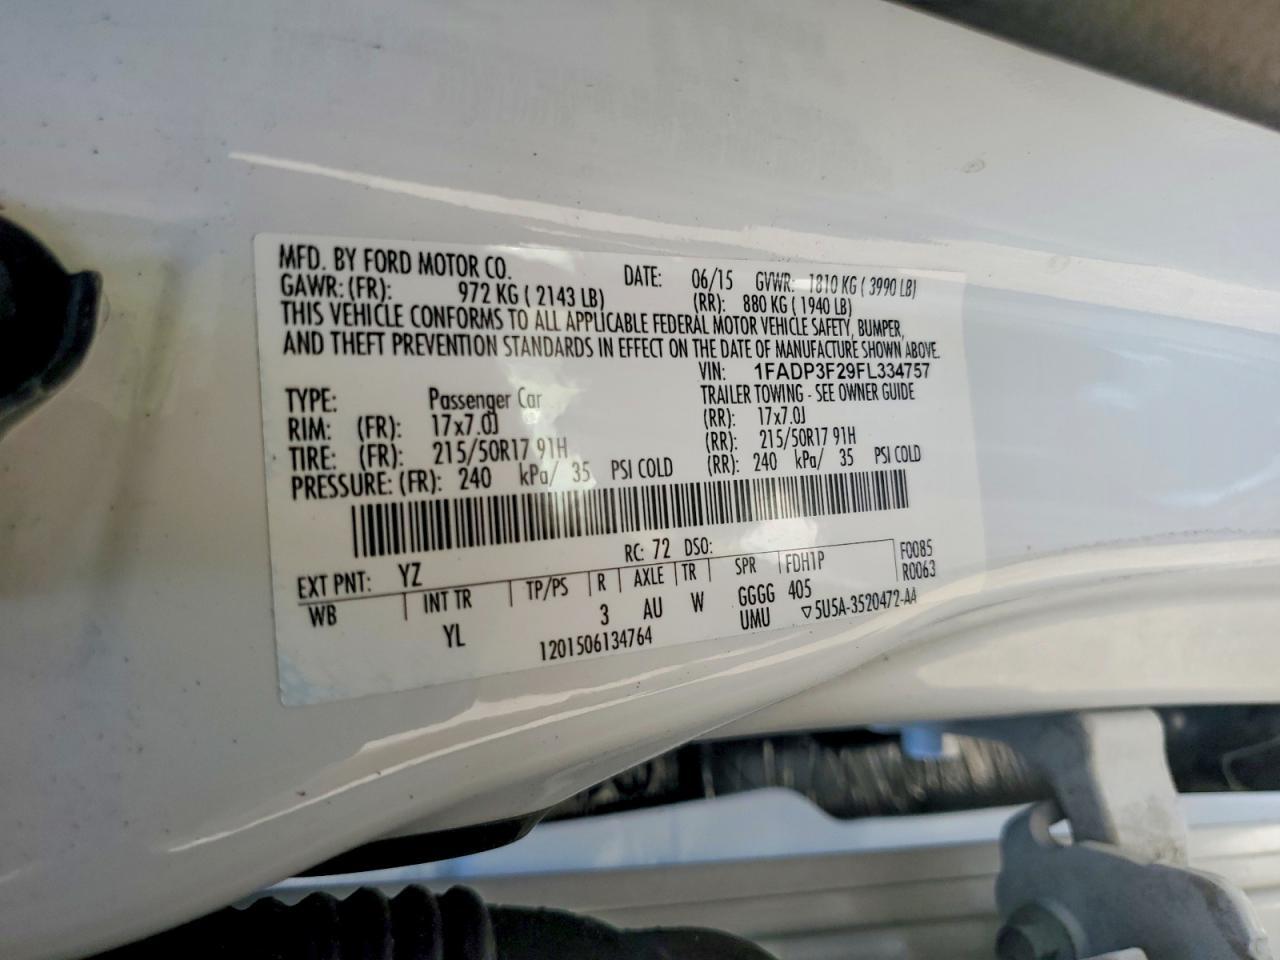 MFD. BY FORD MOTOR CO. DATE: 06/15 GVWR: 1810 KG ( 3990 LB)
GAWR: (FR): 972 KG ( 2143 LB) (RR): 880 KG ( 1940 LB)
THIS VEHICLE CONFORMS TO ALL APPLICABLE FEDERAL MOTOR VEHICLE SAFETY, BUMPER,
AND THEFT PREVENTION STANDARDS IN EFFECT ON THE DATE OF MANUFACTURE SHOWN ABOVE.
VIN: 1FADP3F29FL334757
TYPE: Passenger Car TRAILER TOWING - SEE OWNER GUIDE
RIM: (FR): 17x7.0J (RR): 17x7.0J
TIRE: (FR): 215/50R17 91H (RR): 215/50R17 91H
PRESSURE: (FR): 240 kPa/ 35 PSI COLD (RR): 240 kPa/ 35 PSI COLD
RC: 72 DSO:
EXT PNT: YZ FDH1P F0085
WB INT TR TP/PS R AXLE TR SPR 405 R0063
YL 3 AU W GGGG
UMU ▽5U5A-3520472-AA
1201506134764